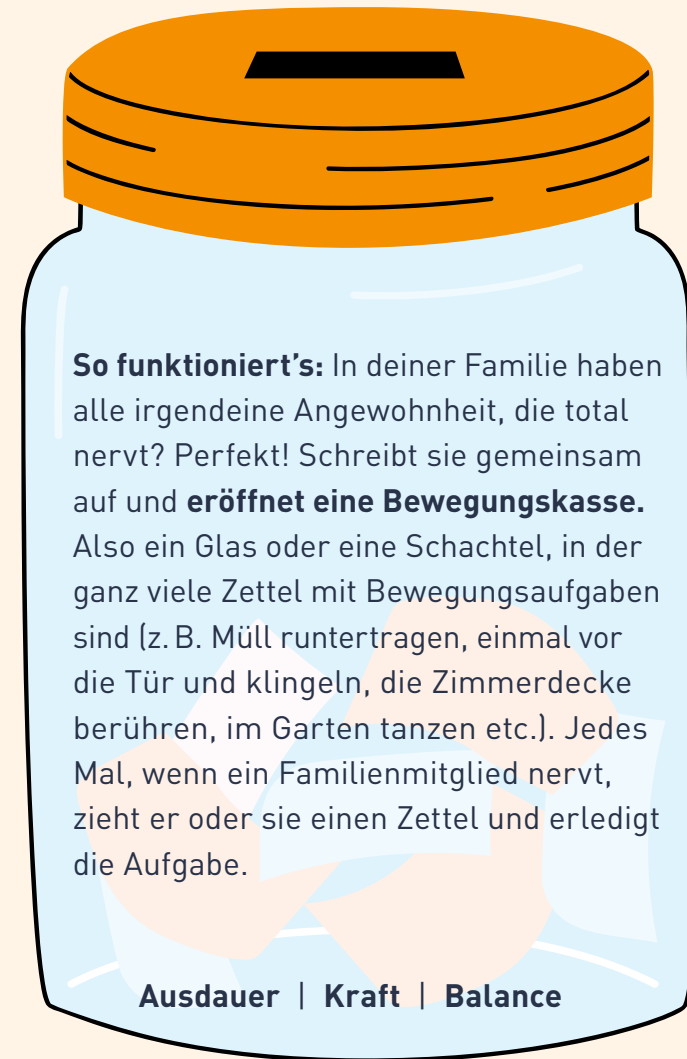 So funktioniert’s: In deiner Familie haben
alle irgendeine Angewohnheit, die total
nervt? Perfekt! Schreibt sie gemeinsam
auf und eröffnet eine Bewegungskasse.
Also ein Glas oder eine Schachtel, in der
ganz viele Zettel mit Bewegungsaufgaben
sind (z. B. Müll runtertragen, einmal vor
die Tür und klingeln, die Zimmerdecke
berühren, im Garten tanzen etc.). Jedes
Mal, wenn ein Familienmitglied nervt,
zieht er oder sie einen Zettel und erledigt
die Aufgabe.
Ausdauer | Kraft | Balance